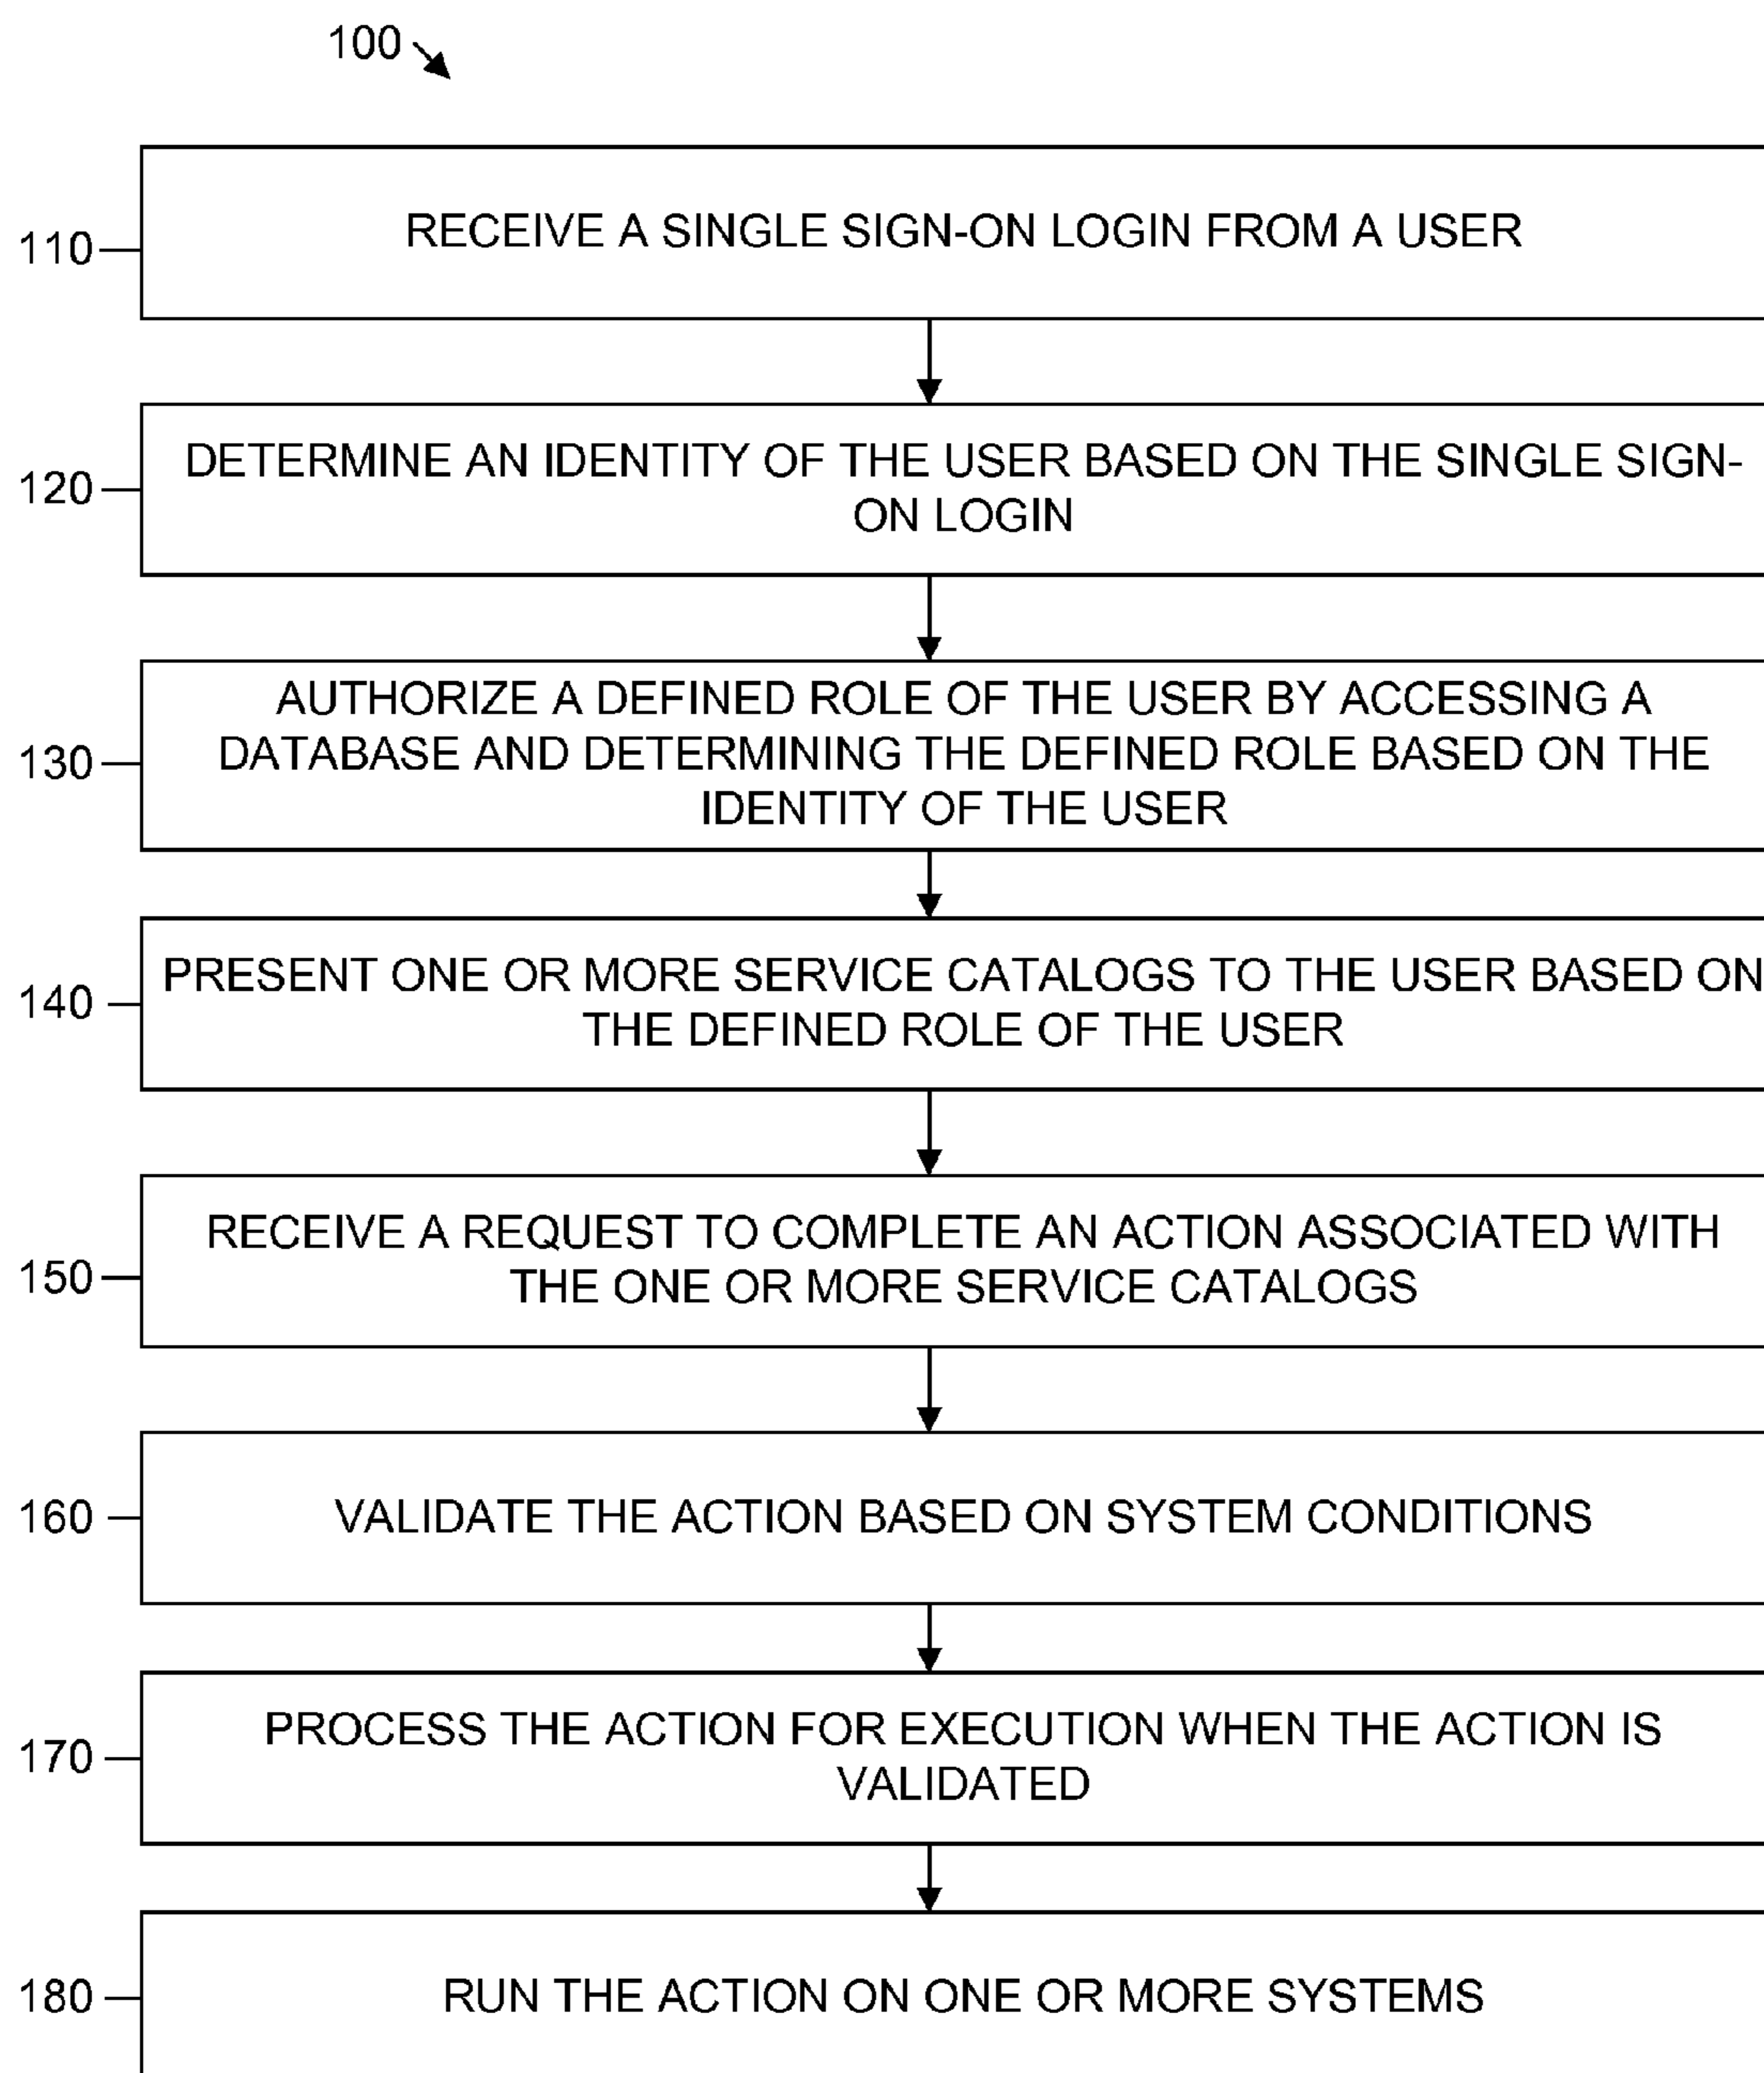 100
110
RECEIVE A SINGLE SIGN-ON LOGIN FROM A USER
120
DETERMINE AN IDENTITY OF THE USER BASED ON THE SINGLE SIGN-
ON LOGIN
130
AUTHORIZE A DEFINED ROLE OF THE USER BY ACCESSING A
DATABASE AND DETERMINING THE DEFINED ROLE BASED ON THE
IDENTITY OF THE USER
140
PRESENT ONE OR MORE SERVICE CATALOGS TO THE USER BASED ON
THE DEFINED ROLE OF THE USER
150
RECEIVE A REQUEST TO COMPLETE AN ACTION ASSOCIATED WITH
THE ONE OR MORE SERVICE CATALOGS
160
VALIDATE THE ACTION BASED ON SYSTEM CONDITIONS
170
PROCESS THE ACTION FOR EXECUTION WHEN THE ACTION IS
VALIDATED
180
RUN THE ACTION ON ONE OR MORE SYSTEMS